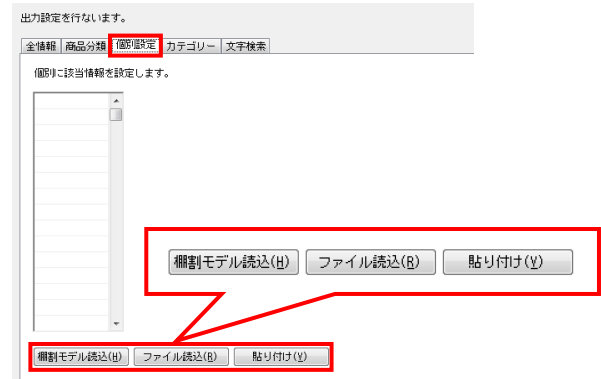 出力設定を行ないます。
全情報 商品分類 個別設定 カテゴリー 文字検索
個別に該当情報を設定します。
棚割モデル読込(H) ファイル読込(R) 貼り付け(V)
棚割モデル読込(H) ファイル読込(R) 貼り付け(V)